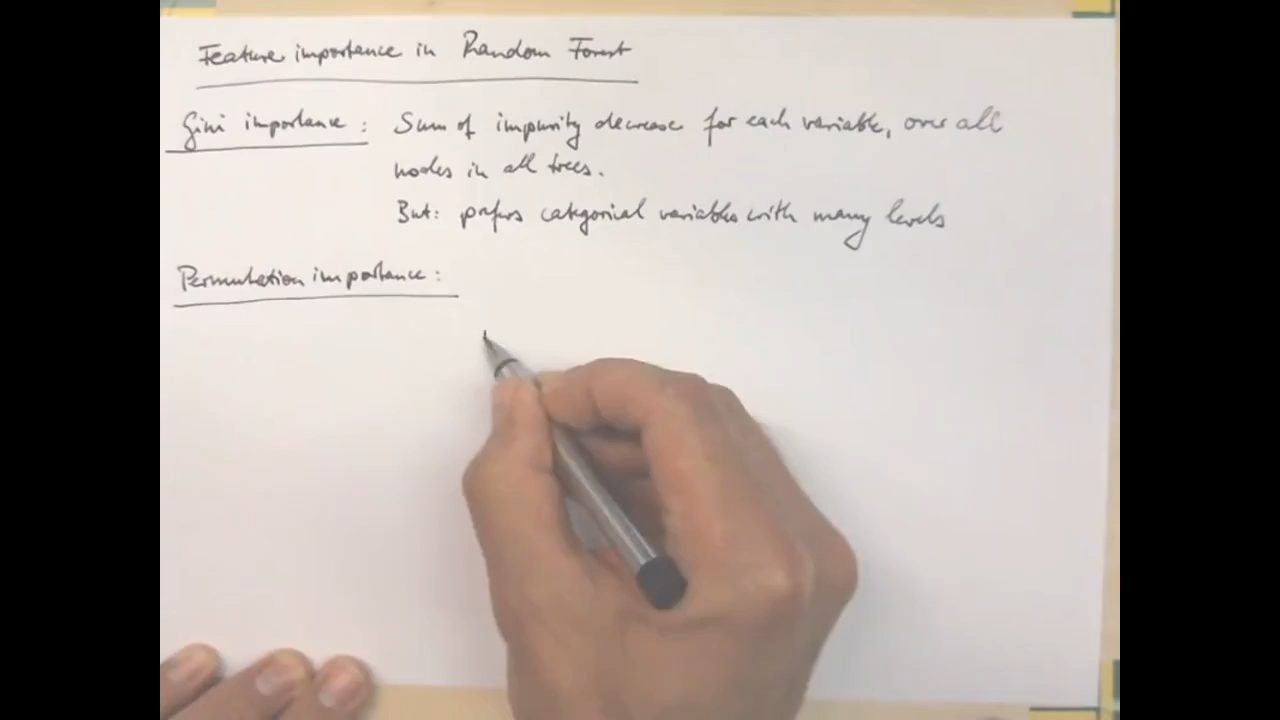 Feature importance in Random Forest
Gini importance: Sum of impurity decrease for each variable, over all
nodes in all trees.
But: prefers categorical variables with many levels
Permutation importance: